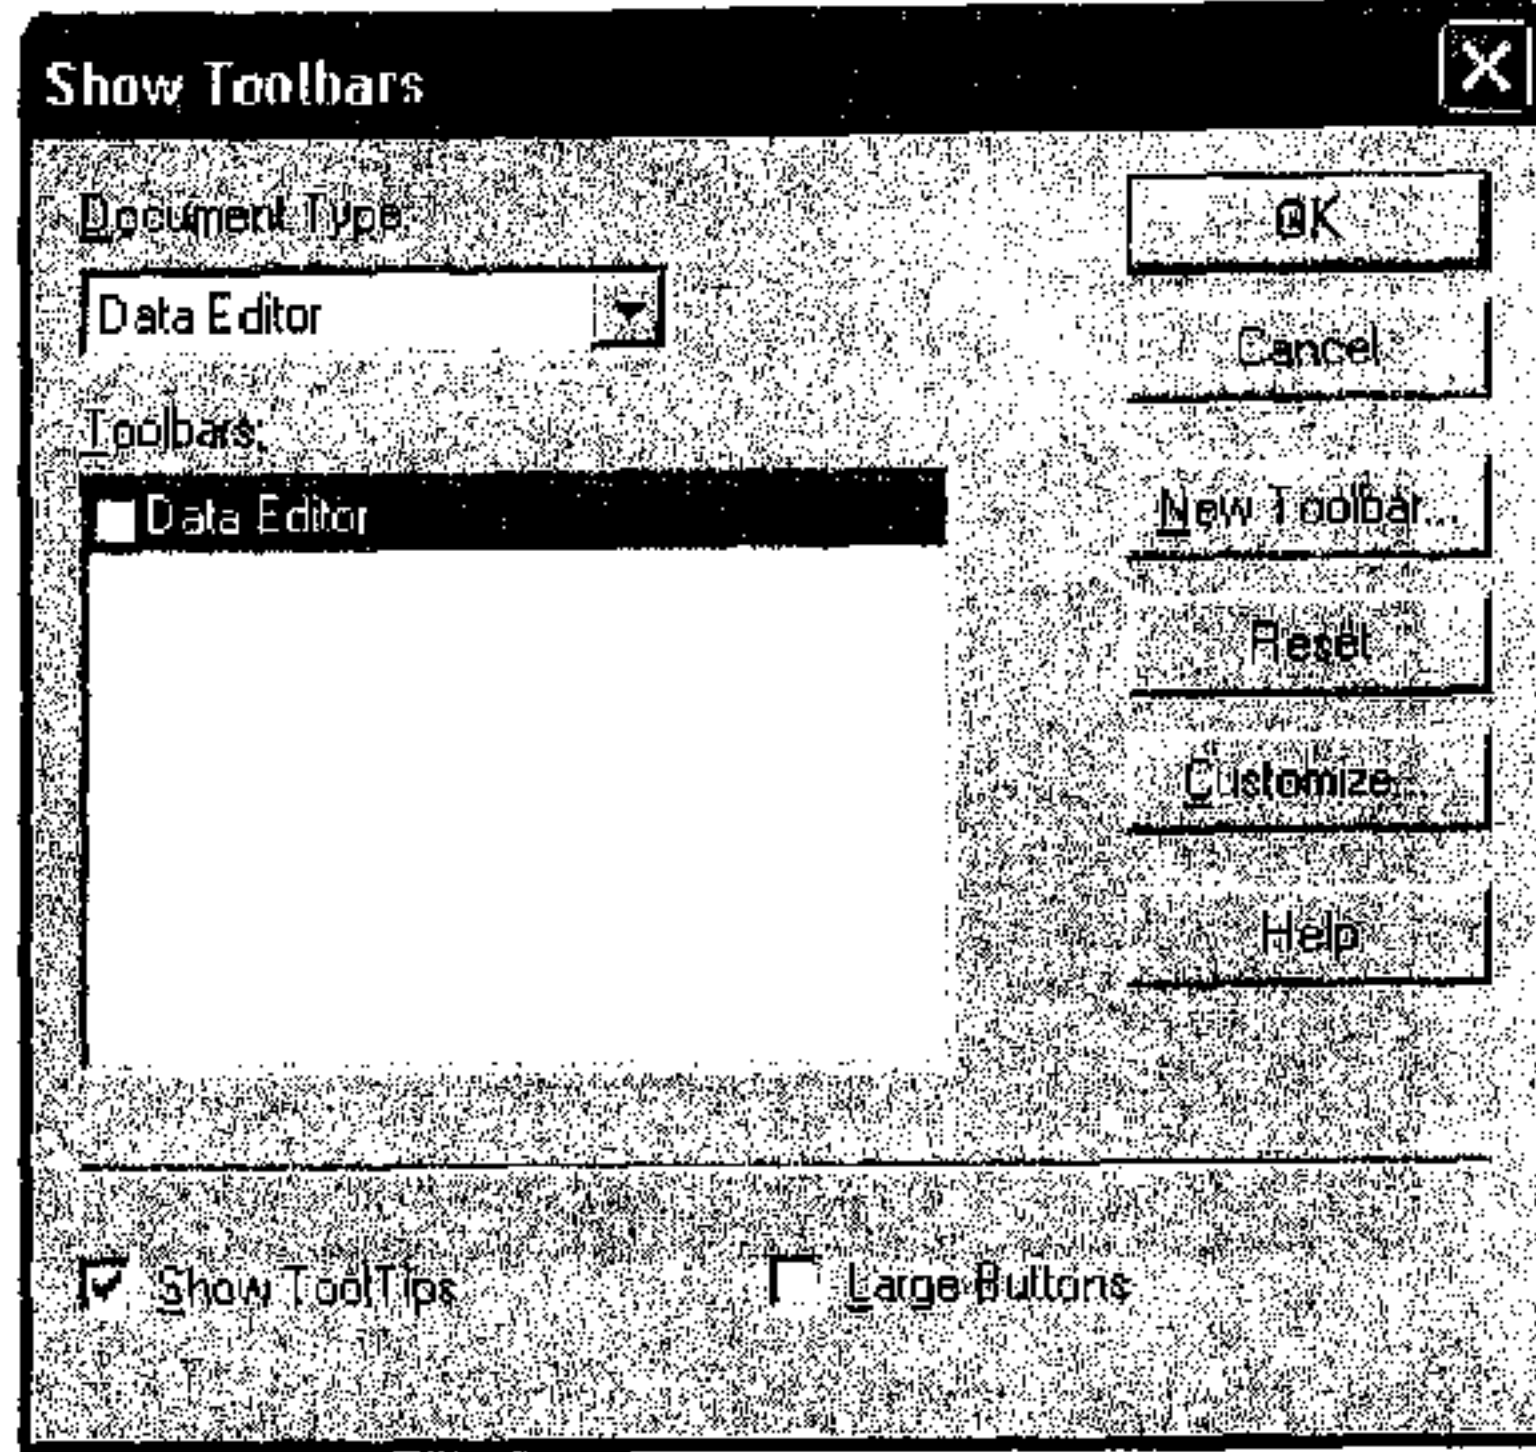 Show Toolbars
Document Type:
Data Editor
Toolbars:
Data Editor
OK
Cancel
New Toolbar...
Reset
Customize...
Help
Show ToolTips
Large Buttons